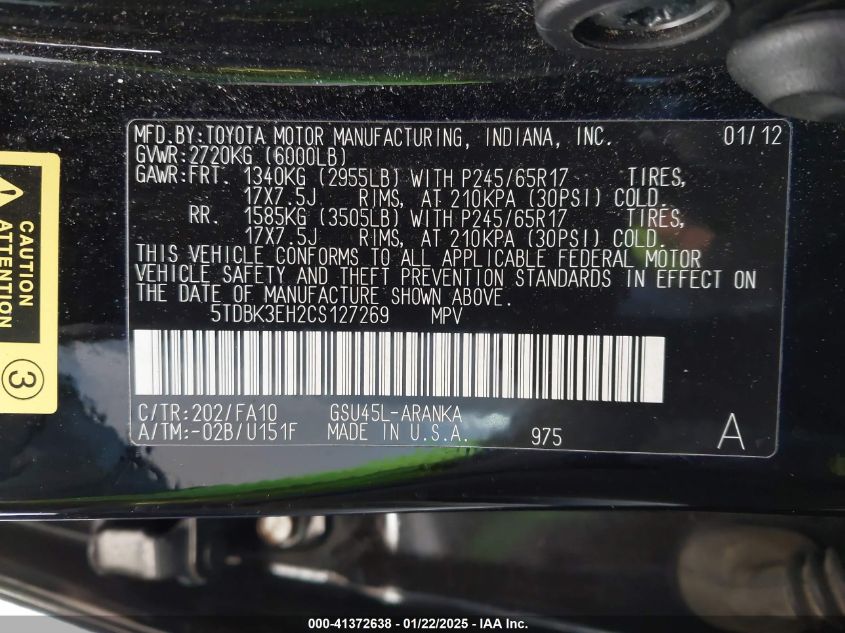 MFD.BY:TOYOTA MOTOR MANUFACTURING, INDIANA, INC. 01/12
GVWR:2720KG (6000LB)
GAWR:FRT. 1340KG (2955LB) WITH P245/65R17 TIRES,
17X7.5J RIMS, AT 210KPA (30PSI) COLD.
RR. 1585KG (3505LB) WITH P245/65R17 TIRES,
17X7.5J RIMS, AT 210KPA (30PSI) COLD.
THIS VEHICLE CONFORMS TO ALL APPLICABLE FEDERAL MOTOR
VEHICLE SAFETY AND THEFT PREVENTION STANDARDS IN EFFECT ON
THE DATE OF MANUFACTURE SHOWN ABOVE.
5TDBK3EH2CS127269 MPV
C/TR:202/FA10 GSU45L-ARANKA
A/TM:-02B/U151F MADE IN U.S.A. 975 A
CAUTION
ATTENTION
3
000-41372638 - 01/22/2025 - IAA Inc.